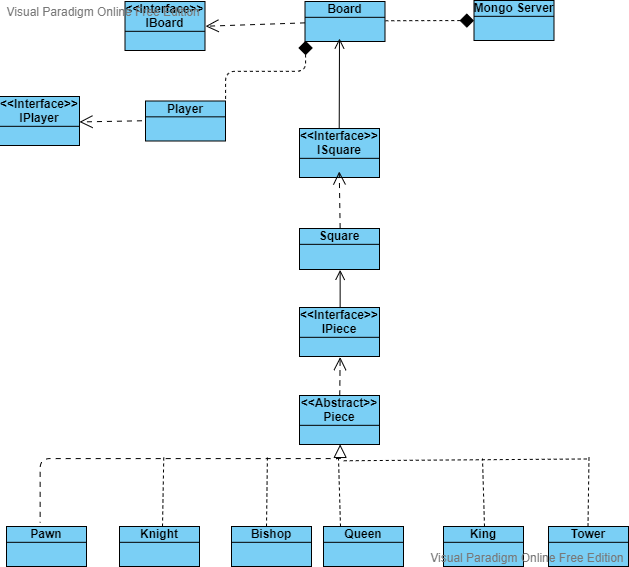 Visual Paradigm Online Free Edition
<<Interface>>
IBoard
Board
Mongo Server
<<Interface>>
IPlayer
Player
<<Interface>>
ISquare
Square
<<Interface>>
IPiece
<<Abstract>>
Piece
Pawn
Knight
Bishop
Queen
King
Tower
Visual Paradigm Online Free Edition